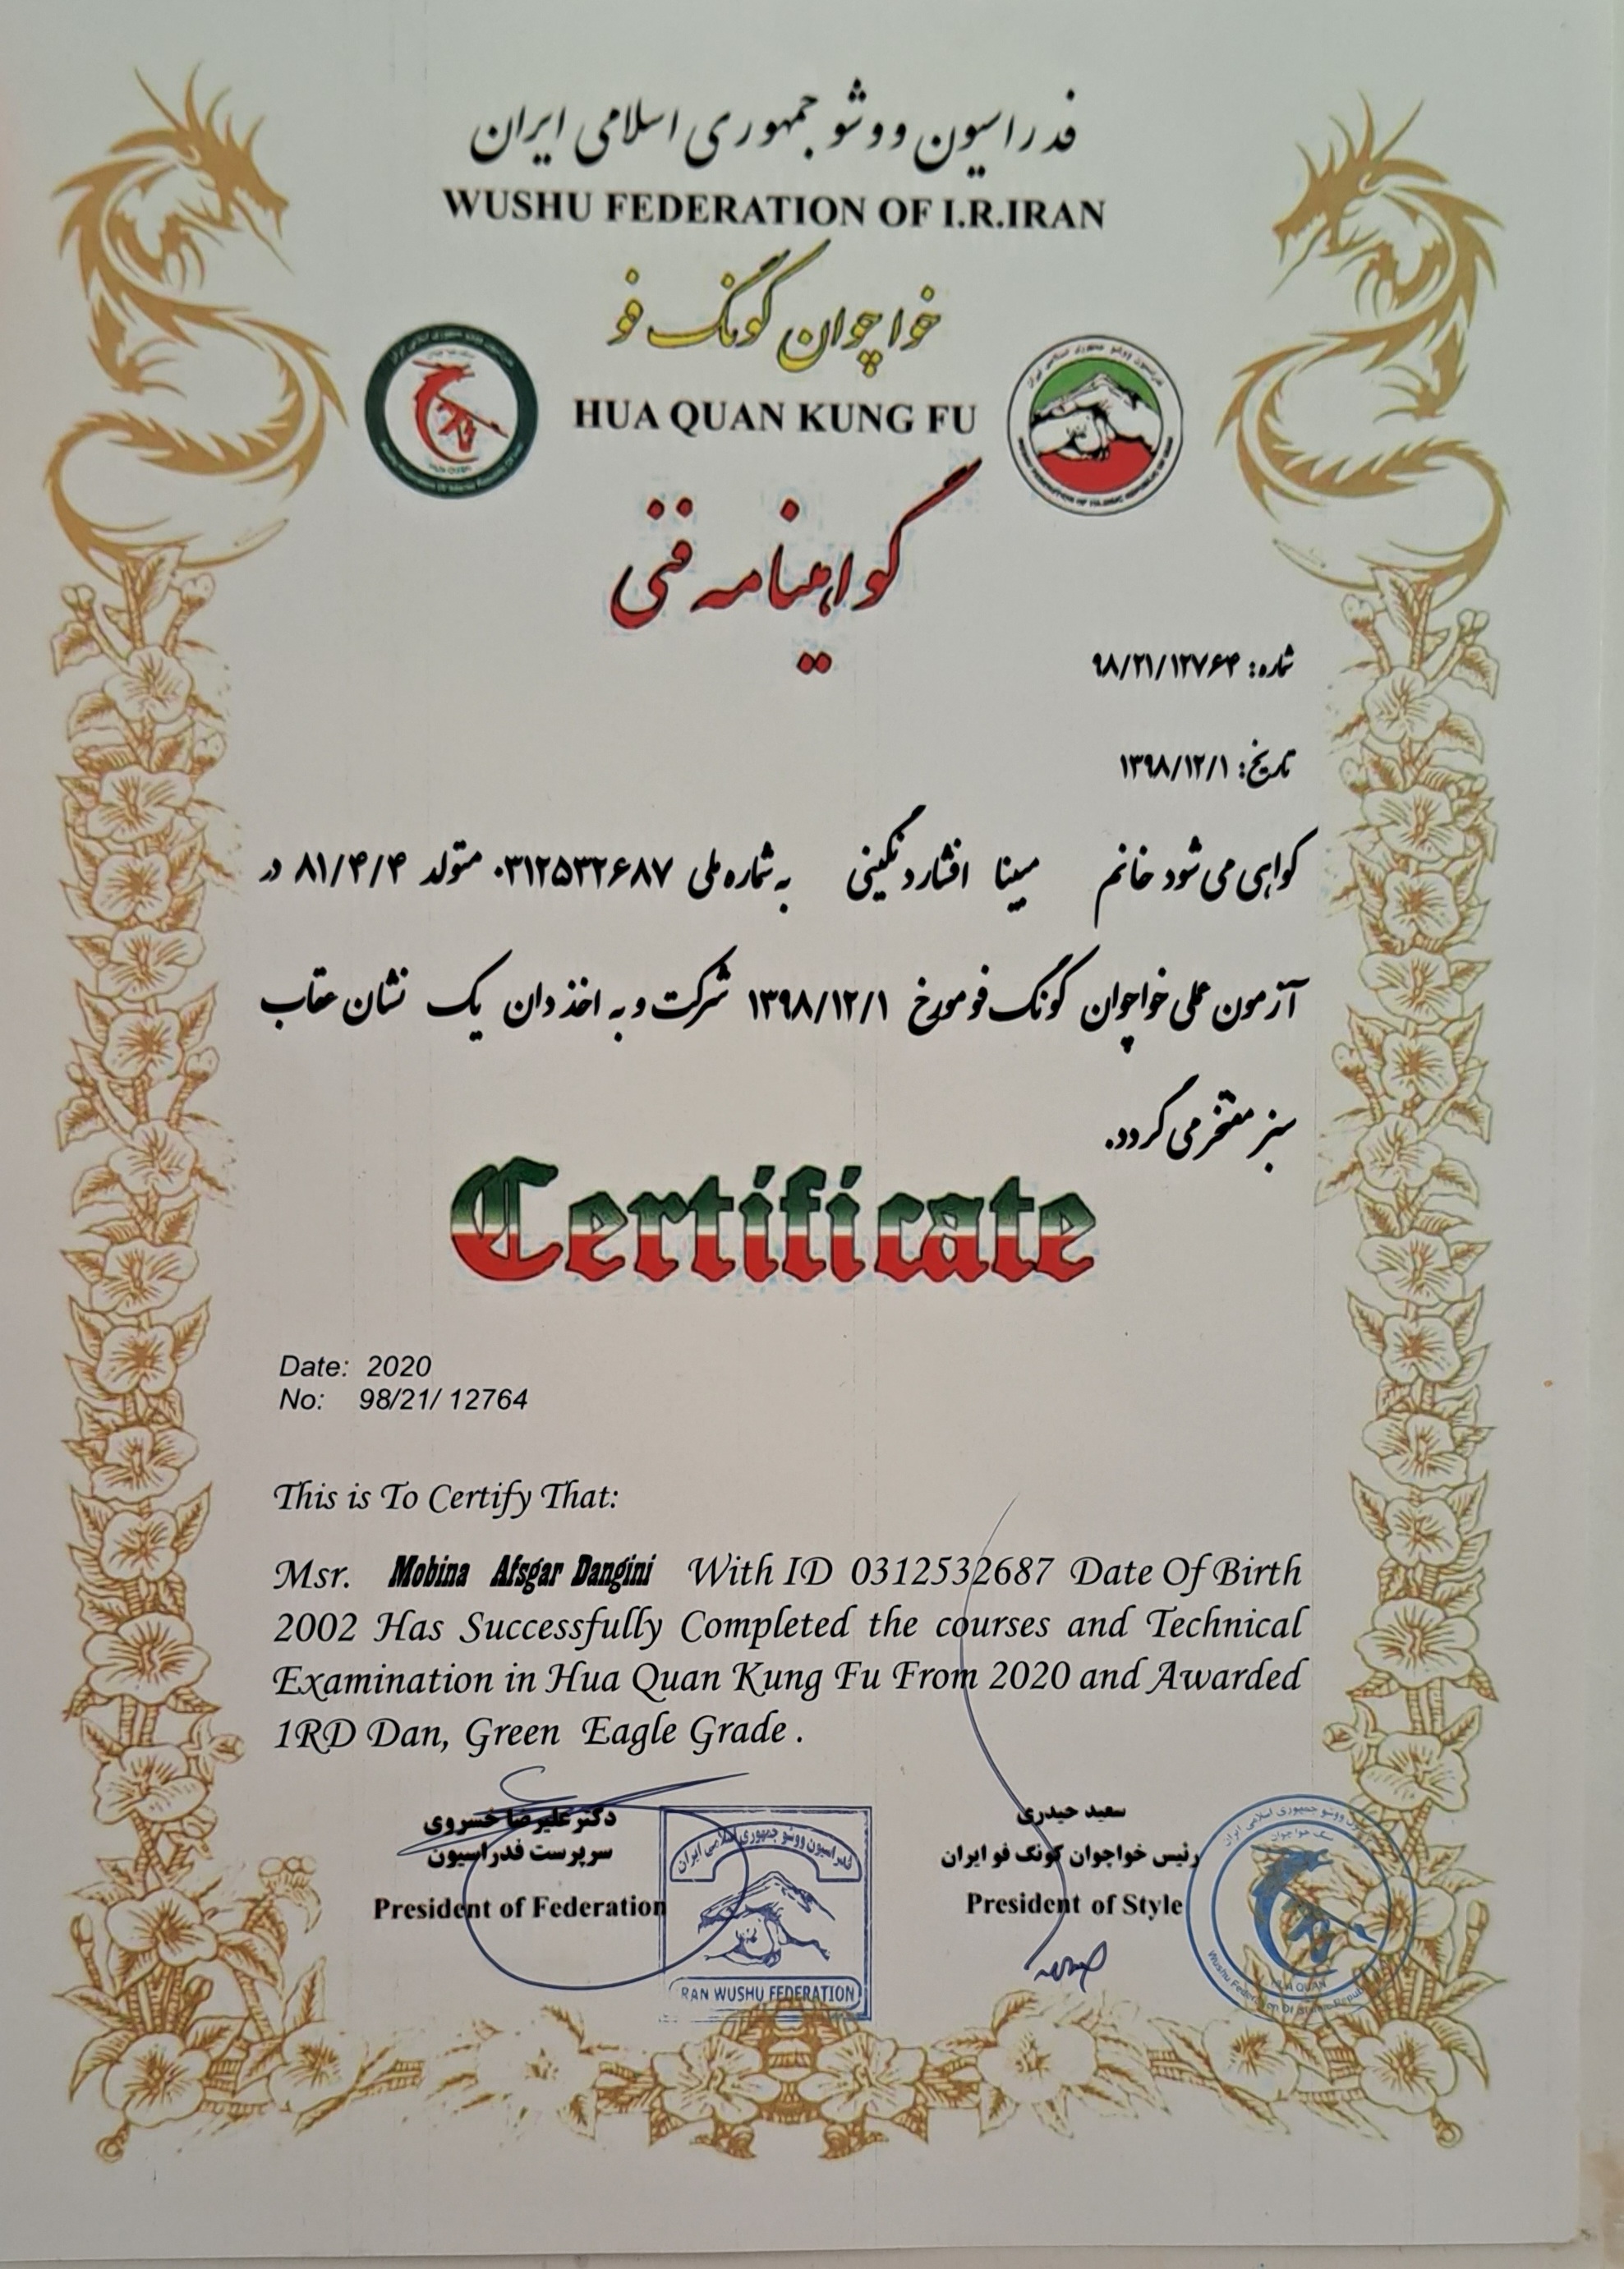 فدراسیون ووشو جمهوری اسلامی ایران
WUSHU FEDERATION OF I.R.IRAN
خواچوان کونگ فو
HUA QUAN KUNG FU
گواهینامه فنی
شماره: ۹۸/۲۱/۱۲۷۶۴
تاریخ: ۱۳۹۸/۱۲/۱
گواهی می شود خانم مبینا افشار دنگینی به شماره ملی ۰۳۱۲۵۳۲۶۸۷ متولد ۸۱/۴/۴ در
آزمون عملی خواچوان کونگ فو مورخ ۱۳۹۸/۱۲/۱ شرکت و به اخذ دان یک نشان عقاب
سبز مفتخر می گردد.
Certificate
Date: 2020
No: 98/21/ 12764
This is To Certify That:
Msr. Mobina Afsgar Dangini With ID 0312532687 Date Of Birth
2002 Has Successfully Completed the courses and Technical
Examination in Hua Quan Kung Fu From 2020 and Awarded
1RD Dan, Green Eagle Grade .
دکتر علیرضا خسروی
سرپرست فدراسیون
President of Federation
فدراسیون ووشو جمهوری اسلامی ایران
RAN WUSHU FEDERATION
سعید حیدری
رئیس خواچوان کونگ فو ایران
President of Style
سبک خواچوان
HUA QUAN